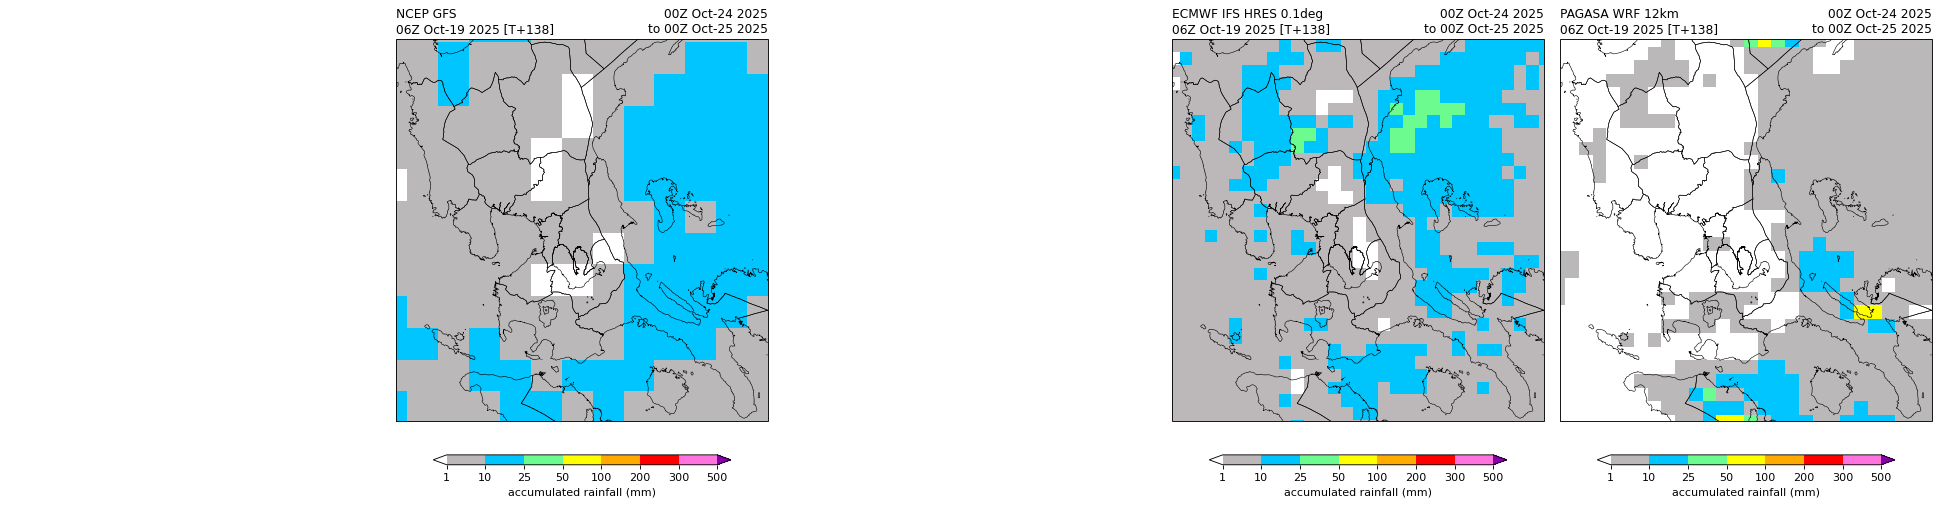 NCEP GFS 00Z Oct-24 2025
06Z Oct-19 2025 [T+138] to 00Z Oct-25 2025
1 10 25 50 100 200 300 500
accumulated rainfall (mm)
ECMWF IFS HRES 0.1deg 00Z Oct-24 2025
06Z Oct-19 2025 [T+138] to 00Z Oct-25 2025
1 10 25 50 100 200 300 500
accumulated rainfall (mm)
PAGASA WRF 12km 00Z Oct-24 2025
06Z Oct-19 2025 [T+138] to 00Z Oct-25 2025
1 10 25 50 100 200 300 500
accumulated rainfall (mm)